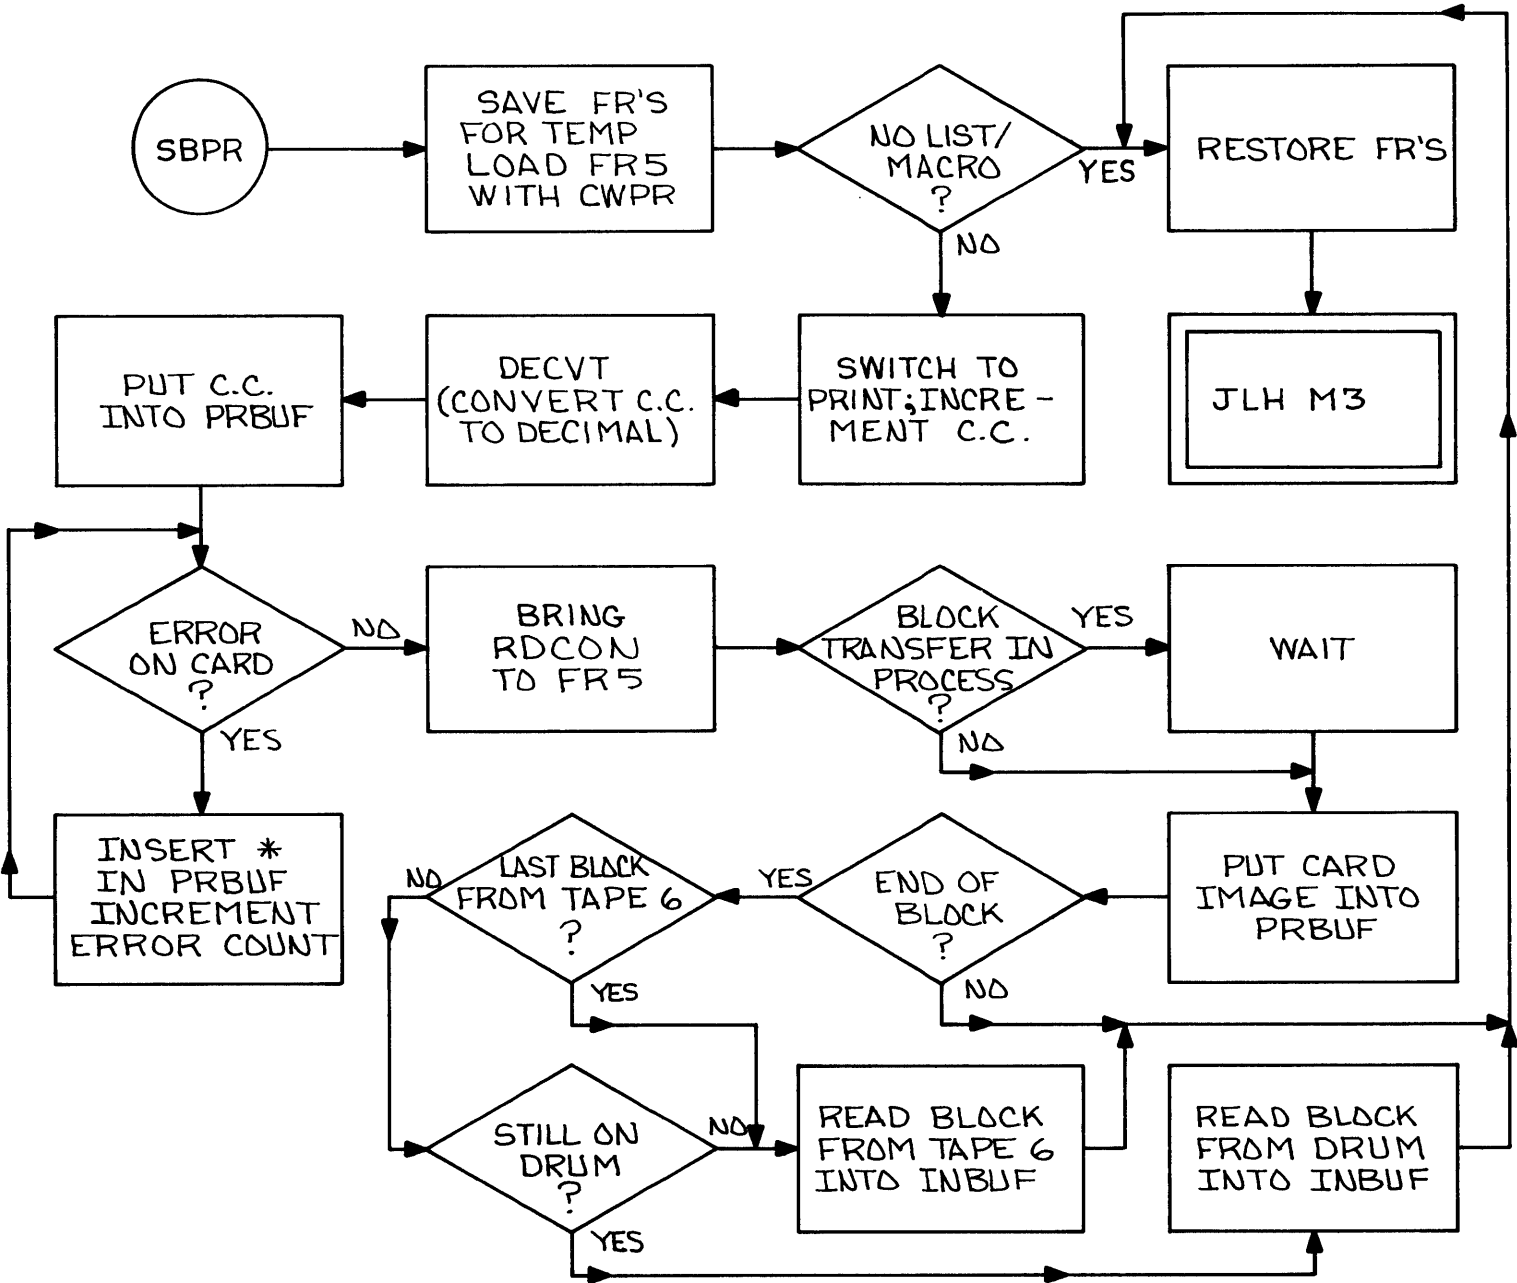 SBPR
SAVE FR'S
FOR TEMP
LOAD FR5
WITH CWPR
NO LIST/
MACRO
?
YES
NO
RESTORE FR'S
JLH M3
SWITCH TO
PRINT;INCRE-
MENT C.C.
DECVT
(CONVERT C.C.
TO DECIMAL)
PUT C.C.
INTO PRBUF
ERROR
ON CARD
?
NO
YES
INSERT *
IN PRBUF
INCREMENT
ERROR COUNT
BRING
RDCON
TO FR5
BLOCK
TRANSFER IN
PROCESS
?
YES
NO
WAIT
PUT CARD
IMAGE INTO
PRBUF
END OF
BLOCK
?
YES
NO
LAST BLOCK
FROM TAPE 6
?
NO
YES
STILL ON
DRUM
?
NO
YES
READ BLOCK
FROM TAPE 6
INTO INBUF
READ BLOCK
FROM DRUM
INTO INBUF